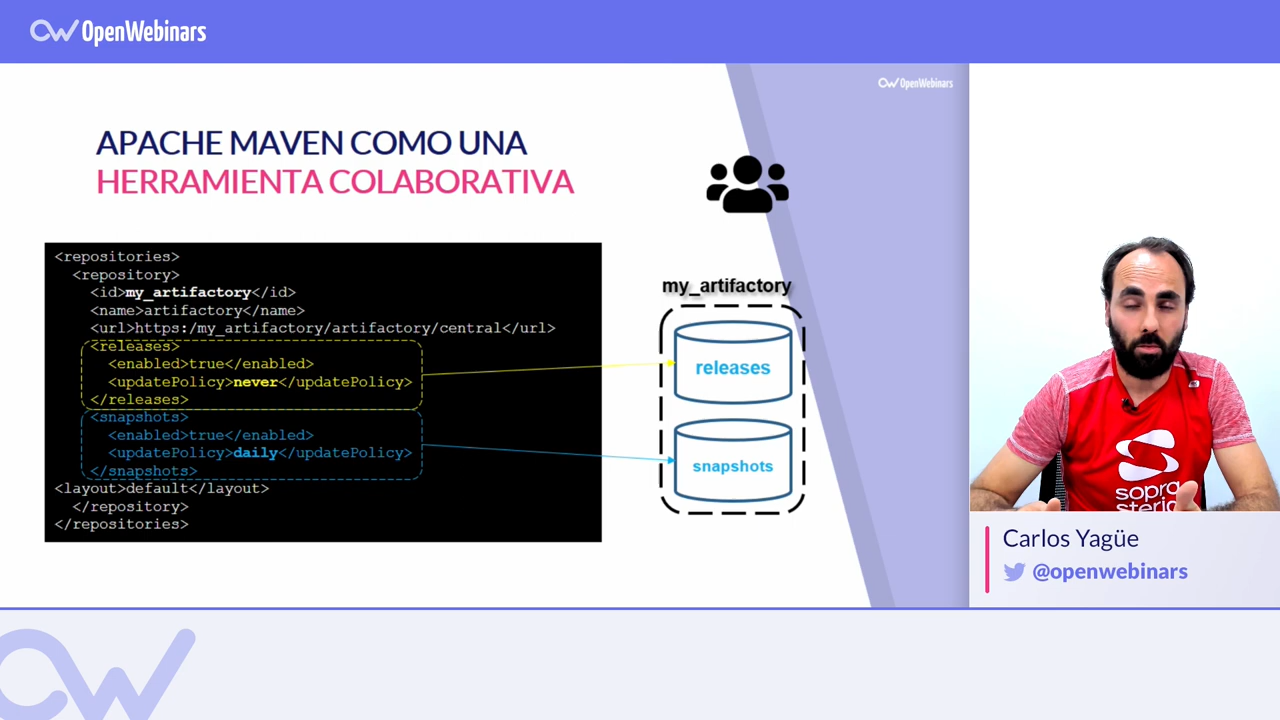 OpenWebinars
OpenWebinars
APACHE MAVEN COMO UNA
HERRAMIENTA COLABORATIVA
<repositories>
<repository>
<id>my_artifactory</id>
<name>artifactory</name>
<url>https:/my_artifactory/artifactory/central</url>
<releases>
<enabled>true</enabled>
<updatePolicy>never</updatePolicy>
</releases>
<snapshots>
<enabled>true</enabled>
<updatePolicy>daily</updatePolicy>
</snapshots>
<layout>default</layout>
</repository>
</repositories>
my_artifactory
releases
snapshots
sopra
steria
Carlos Yagüe
@openwebinars